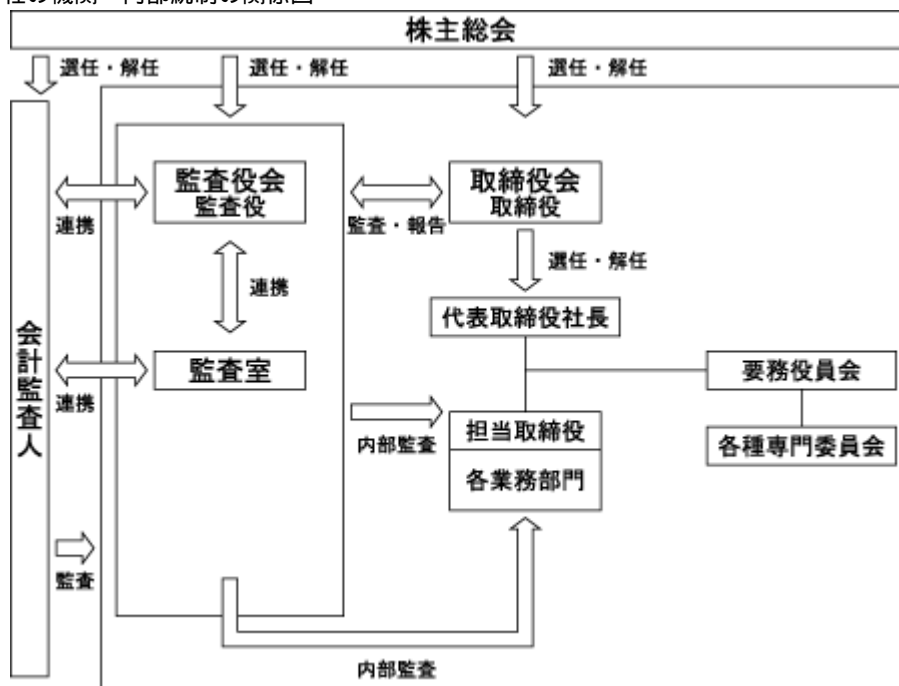 株主総会
選任・解任
選任・解任
選任・解任
監査役会
監査役
取締役会
取締役
連携
監査・報告
選任・解任
連携
代表取締役社長
会計監査人
監査室
要務役員会
連携
内部監査
担当取締役
各業務部門
各種専門委員会
監査
内部監査